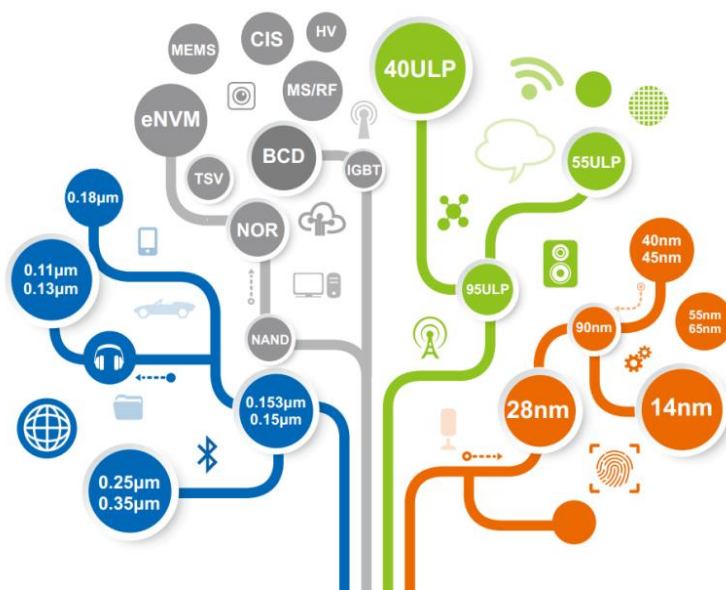 MEMS
CIS
HV
40ULP
eNVM
MS/RF
BCD
IGBT
TSV
55ULP
0.18µm
NOR
40nm
45nm
0.11µm
0.13µm
95ULP
55nm
65nm
90nm
NAND
0.153µm
0.15µm
28nm
14nm
0.25µm
0.35µm